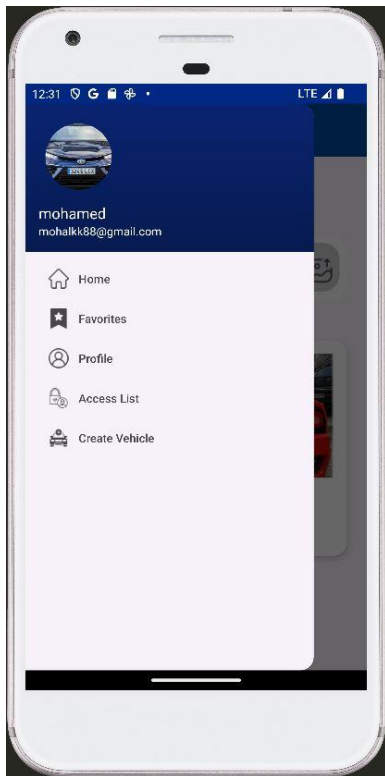 12:31
LTE
mohamed
mohalkk88@gmail.com
Home
Favorites
Profile
Access List
Create Vehicle